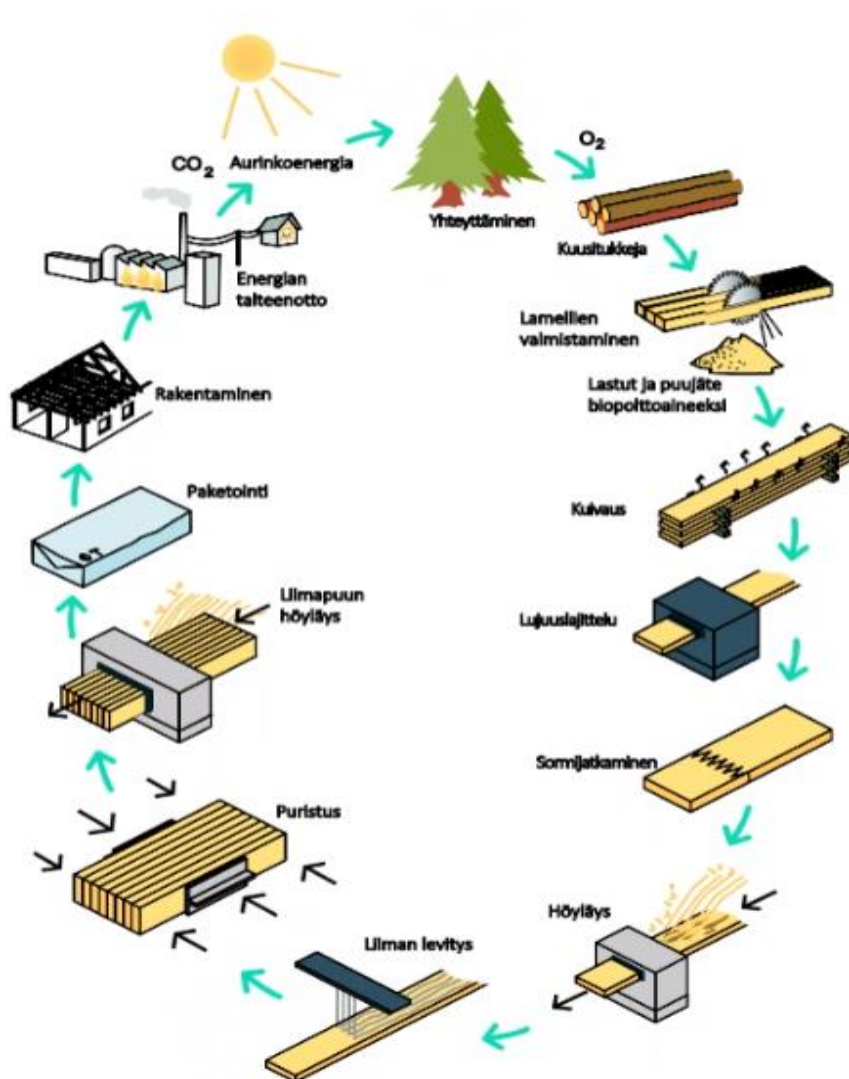 CO₂
Aurinkoenergia
Yhteyttäminen
O₂
Kuusitukkeja
Lamellien
valmistaminen
Lastut ja puujäte
biopolttoaineeksi
Kuivaus
Lujuuslajittelu
Sormijatkaminen
Höyläys
Liiman levitys
Puristus
Liimapuun
höyläys
Paketointi
Rakentaminen
Energian
talteenotto